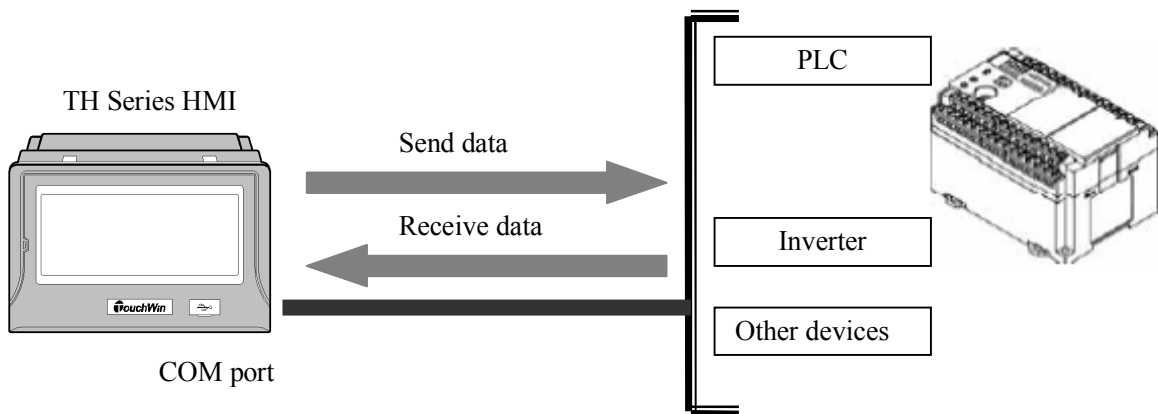 TH Series HMI
TouchWin
COM port
Send data
Receive data
PLC
Inverter
Other devices